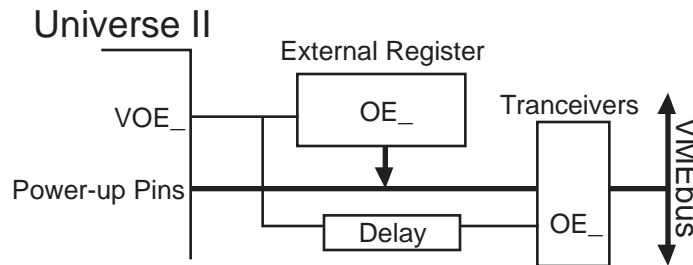 Universe II
External Register
Tranceivers
VOE_
OE_
VMEbus
Power-up Pins
OE_
Delay